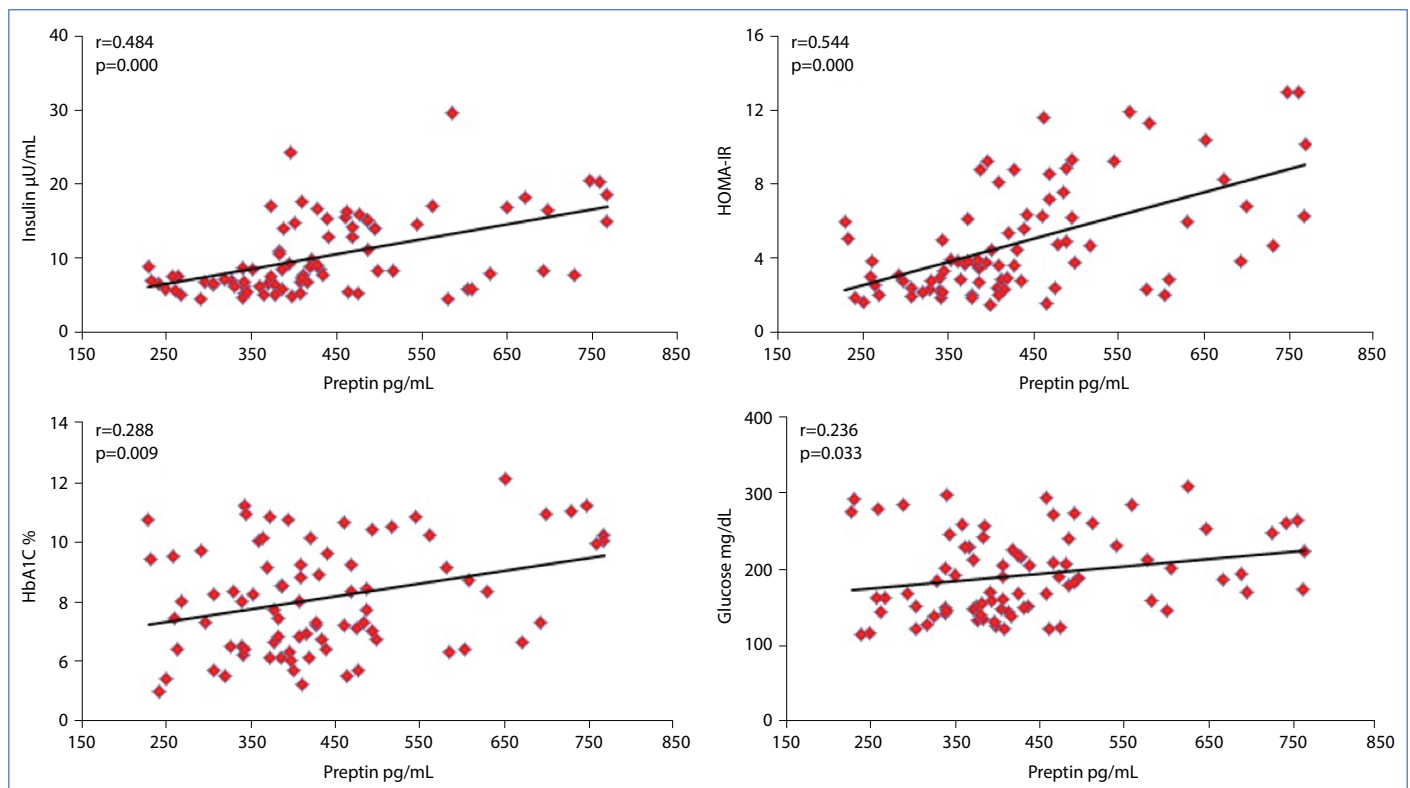 r=0.484
p=0.000
40
30
20
10
0
Insulin µU/mL
150 250 350 450 550 650 750 850
Preptin pg/mL
r=0.544
p=0.000
16
12
8
4
0
HOMA-IR
150 250 350 450 550 650 750 850
Preptin pg/mL
r=0.288
p=0.009
14
12
10
8
6
0
HbA1C %
150 250 350 450 550 650 750 850
Preptin pg/mL
r=0.236
p=0.033
400
300
200
100
0
Glucose mg/dL
150 250 350 450 550 650 750 850
Preptin pg/mL